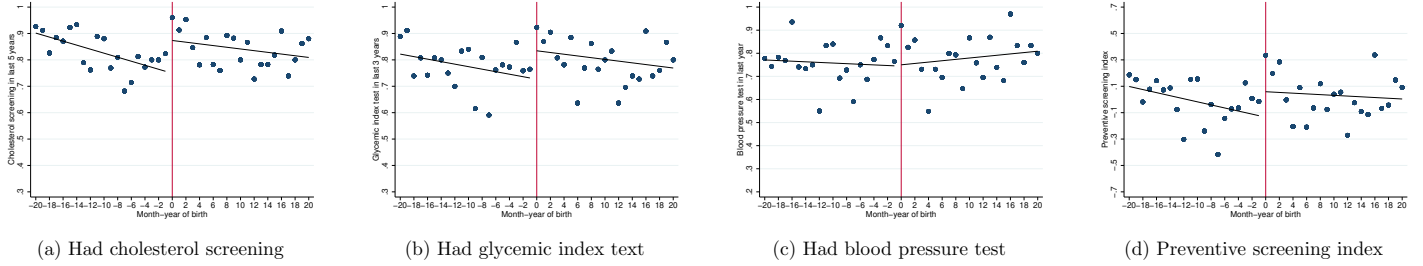 Cholesterol screening in last 5 years
1
.9
.8
.7
.6
.5
.4
.3
−20−18−16−14−12−10 −8 −6 −4 −2 0 2 4 6 8 10 12 14 16 18 20
Month−year of birth
(a) Had cholesterol screening
Glycemic index test in last 3 years
1
.9
.8
.7
.6
.5
.4
.3
−20−18−16−14−12−10 −8 −6 −4 −2 0 2 4 6 8 10 12 14 16 18 20
Month−year of birth
(b) Had glycemic index text
Blood pressure test in last year
1
.9
.8
.7
.6
.5
.4
.3
.2
−20−18−16−14−12−10 −8 −6 −4 −2 0 2 4 6 8 10 12 14 16 18 20
Month−year of birth
(c) Had blood pressure test
Preventive screening index
.7
.5
.3
.1
−.1
−.3
−.5
−.7
−20−18−16−14−12−10 −8 −6 −4 −2 0 2 4 6 8 10 12 14 16 18 20
Month−year of birth
(d) Preventive screening index